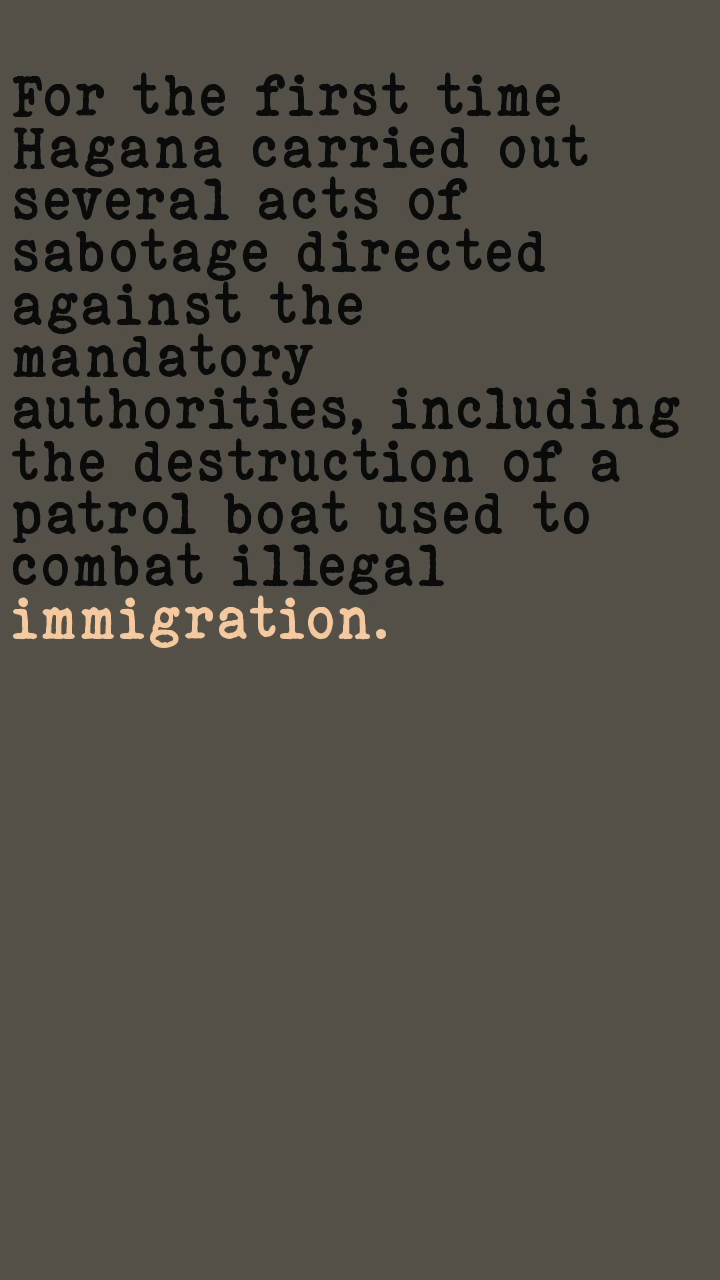 For the first time
Hagana carried out
several acts of
sabotage directed
against the
mandatory
authorities, including
the destruction of a
patrol boat used to
combat illegal
immigration.